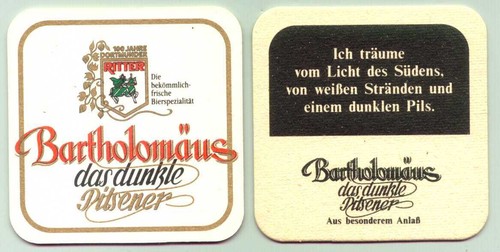 100 JAHRE
DORTMUNDER
RITTER
Die
bekömmlich-
frische
Bierspezialität
Bartholomäus
das dunkle
Pilsener
Ich träume
vom Licht des Südens,
von weißen Stränden und
einem dunklen Pils.
Bartholomäus
das dunkle
Pilsener
Aus besonderem Anlaß